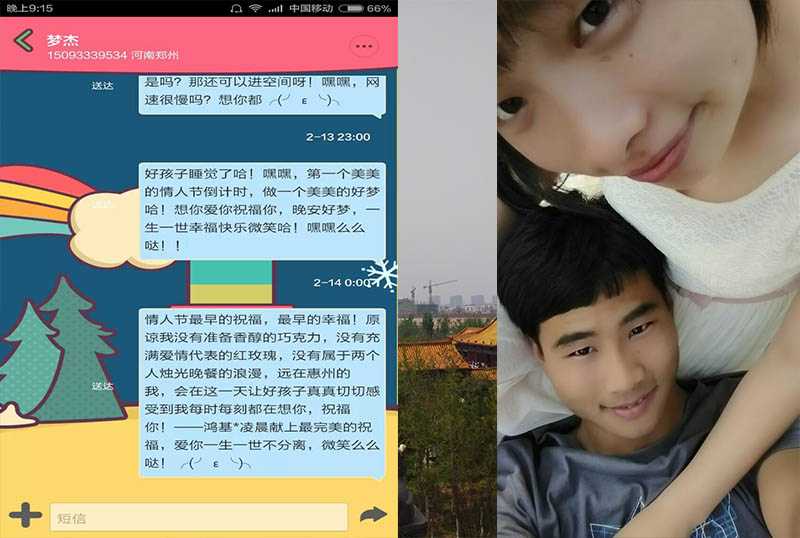 晚上9:15 中国移动 66%
梦杰
15093339534 河南郑州
是吗？那还可以进空间呀！嘿嘿，网
送达
速很慢吗？想你都╭(╯ε╰)╮
2-13 23:00
好孩子睡觉了哈！嘿嘿，第一个美美
的情人节倒计时，做一个美美的好梦
送达
哈！想你爱你祝福你，晚安好梦，一
生一世幸福快乐微笑哈！嘿嘿么么
哒！！
2-14 0:00
情人节最早的祝福，最早的幸福！原
谅我没有准备香醇的巧克力，没有充
满爱情代表的红玫瑰，没有属于两个
人烛光晚餐的浪漫，远在惠州的
送达
我，会在这一天让好孩子真真切切感
受到我每时每刻都在想你，祝福
你！——鸿基*凌晨献上最完美的祝
福，爱你一生一世不分离，微笑么么
哒！╭(╯ε╰)╮
短信